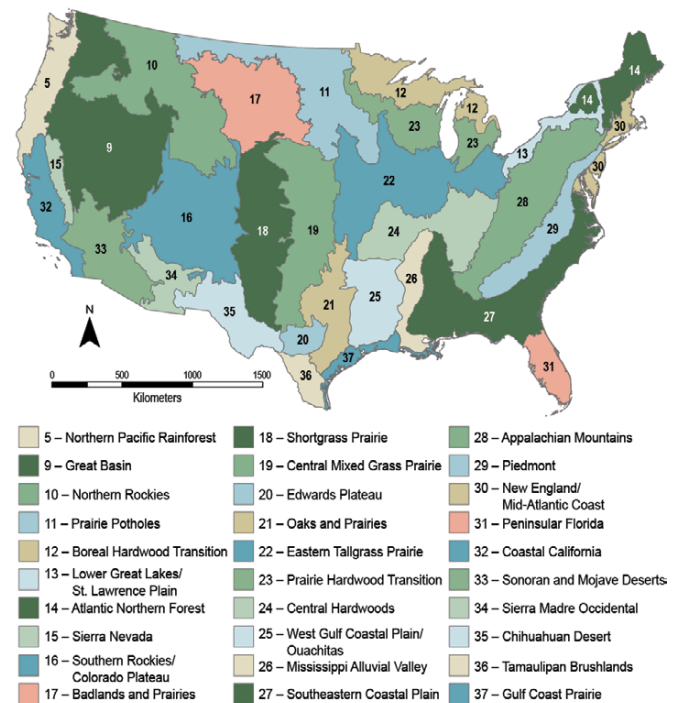 5
10
17
11
12
12
14
14
9
23
23
13
30
30
15
22
32
16
28
18
19
24
29
33
34
25
26
21
27
35
N
20
37
31
36
0 500 1000 1500
Kilometers
5 – Northern Pacific Rainforest
9 – Great Basin
10 – Northern Rockies
11 – Prairie Potholes
12 – Boreal Hardwood Transition
13 – Lower Great Lakes/
St. Lawrence Plain
14 – Atlantic Northern Forest
15 – Sierra Nevada
16 – Southern Rockies/
Colorado Plateau
17 – Badlands and Prairies
18 – Shortgrass Prairie
19 – Central Mixed Grass Prairie
20 – Edwards Plateau
21 – Oaks and Prairies
22 – Eastern Tallgrass Prairie
23 – Prairie Hardwood Transition
24 – Central Hardwoods
25 – West Gulf Coastal Plain/
Ouachitas
26 – Mississippi Alluvial Valley
27 – Southeastern Coastal Plain
28 – Appalachian Mountains
29 – Piedmont
30 – New England/
Mid-Atlantic Coast
31 – Peninsular Florida
32 – Coastal California
33 – Sonoran and Mojave Deserts
34 – Sierra Madre Occidental
35 – Chihuahuan Desert
36 – Tamaulipan Brushlands
37 – Gulf Coast Prairie